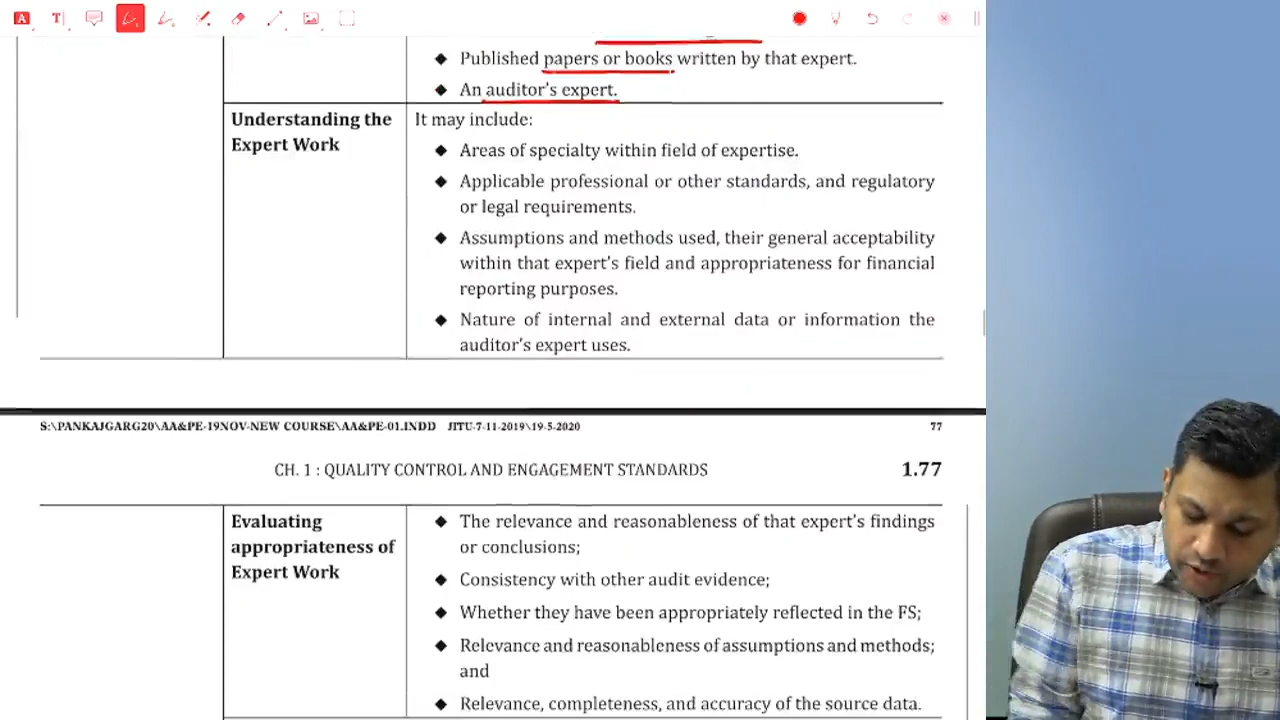 A
T
Published papers or books written by that expert.
An auditor's expert.
Understanding the
Expert Work
It may include:
Areas of specialty within field of expertise.
Applicable professional or other standards, and regulatory
or legal requirements.
Assumptions and methods used, their general acceptability
within that expert's field and appropriateness for financial
reporting purposes.
Nature of internal and external data or information the
auditor's expert uses.
S:\PANKAJGARG20\AA&PE-19NOV-NEW COURSE\AA&PE-01.INDD JITU-7-11-2019\19-5-2020 77
CH. 1 : QUALITY CONTROL AND ENGAGEMENT STANDARDS 1.77
Evaluating
appropriateness of
Expert Work
The relevance and reasonableness of that expert's findings
or conclusions;
Consistency with other audit evidence;
Whether they have been appropriately reflected in the FS;
Relevance and reasonableness of assumptions and methods;
and
Relevance, completeness, and accuracy of the source data.